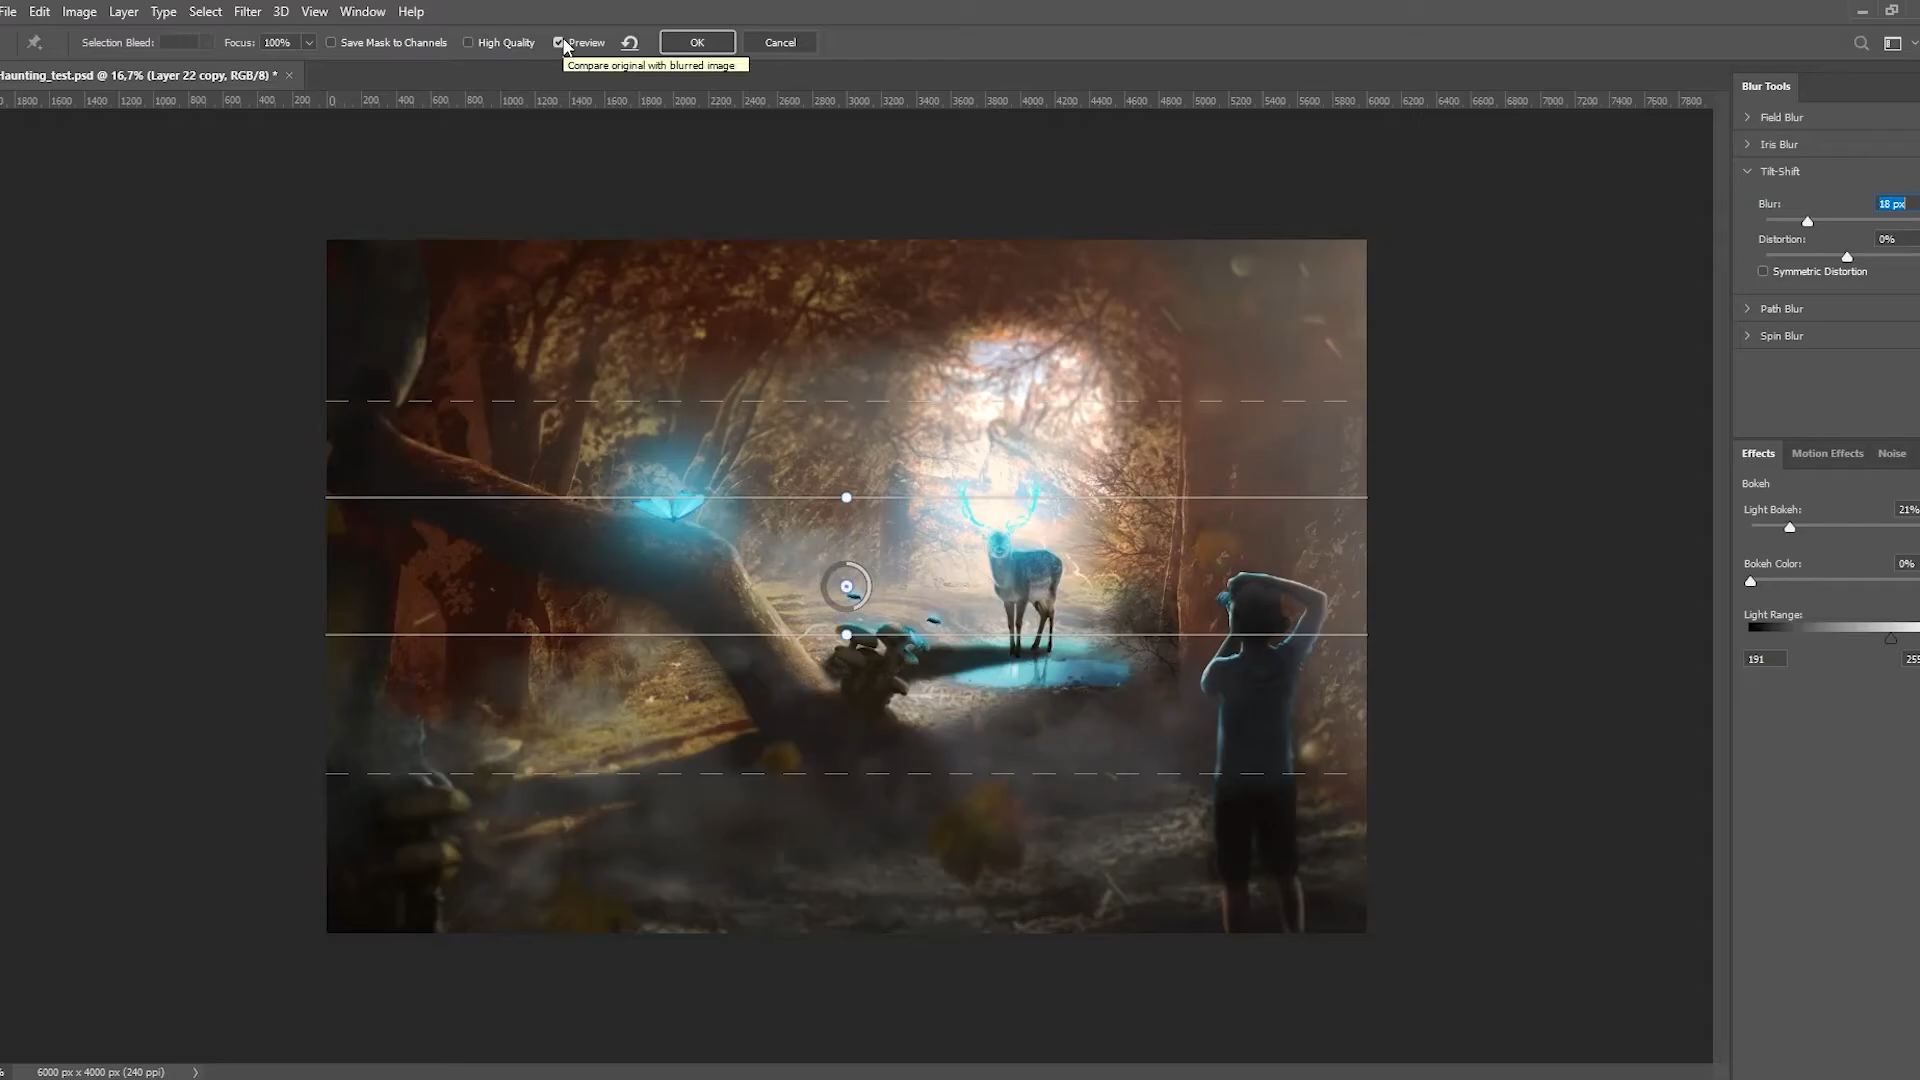 File Edit Image Layer Type Select Filter 3D View Window Help
Selection Bleed: Focus: 100% Save Mask to Channels High Quality Preview OK Cancel
Compare original with blurred image
Haunting_test.psd @ 16,7% (Layer 22 copy, RGB/8) *
1800 1600 1400 1200 1000 800 600 400 200 0 200 400 600 800 1000 1200 1400 1600 1800 2000 2200 2400 2600 2800 3000 3200 3400 3600 3800 4000 4200 4400 4600 4800 5000 5200 5400 5600 5800 6000 6200 6400 6600 6800 7000 7200 7400 7600 7800
Blur Tools
Field Blur
Iris Blur
Tilt-Shift
Blur: 18 px
Distortion: 0%
Symmetric Distortion
Path Blur
Spin Blur
Effects Motion Effects Noise
Bokeh
Light Bokeh: 21%
Bokeh Color: 0%
Light Range:
191 255
6000 px x 4000 px (240 ppi)